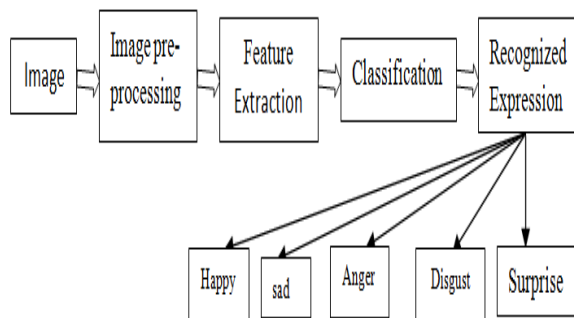 Image
Image pre-
processing
Feature
Extraction
Classification
Recognized
Expression
Happy
sad
Anger
Disgust
Surprise